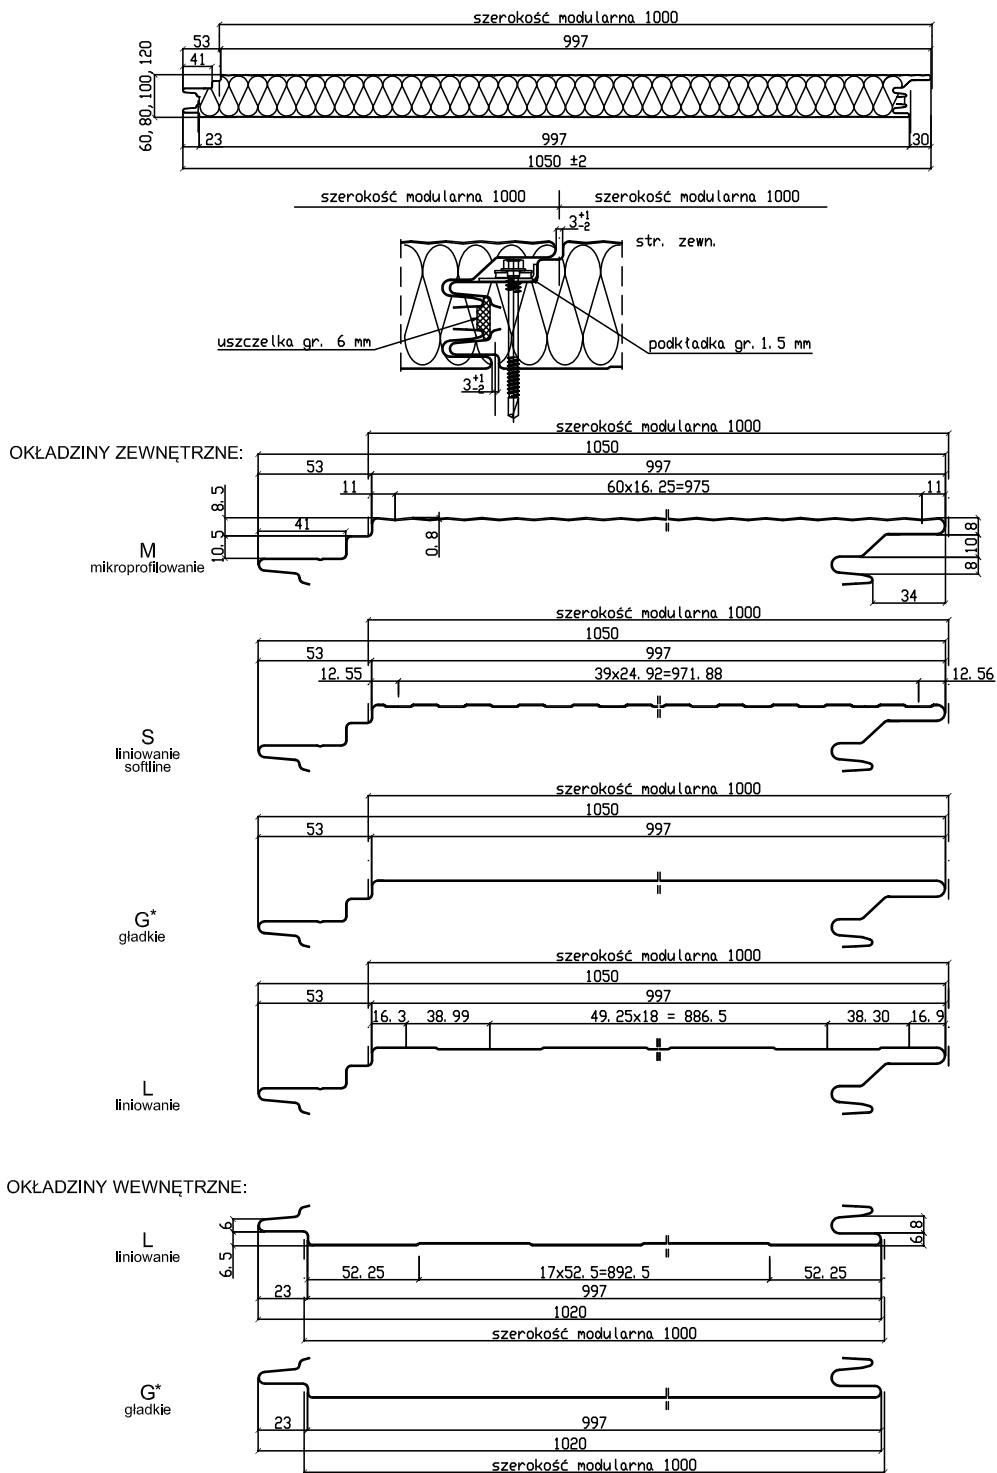 szerokość modularna 1000
53 997
41
60, 80, 100, 120
23 997 30
1050 ±2
szerokość modularna 1000 szerokość modularna 1000
3 +1 -2
str. zewn.
uszczelka gr. 6 mm
podkładka gr. 1.5 mm
3 +1 -2
szerokość modularna 1000
OKŁADZINY ZEWNĘTRZNE:
1050
53 997
11 60x16.25=975 11
8.5
41
10.5
0.8
8
10
8
M
mikroprofilowanie
34
szerokość modularna 1000
1050
53 997
12.55 39x24.92=971.88 12.56
S
liniowanie
softline
szerokość modularna 1000
1050
53 997
G*
gładkie
szerokość modularna 1000
1050
53 997
16.3 38.99 49.25x18 = 886.5 38.30 16.9
L
liniowanie
OKŁADZINY WEWNĘTRZNE:
6
6.5
8
6
L
liniowanie
52.25 17x52.5=892.5 52.25
23 997
1020
szerokość modularna 1000
G*
gładkie
23 997
1020
szerokość modularna 1000